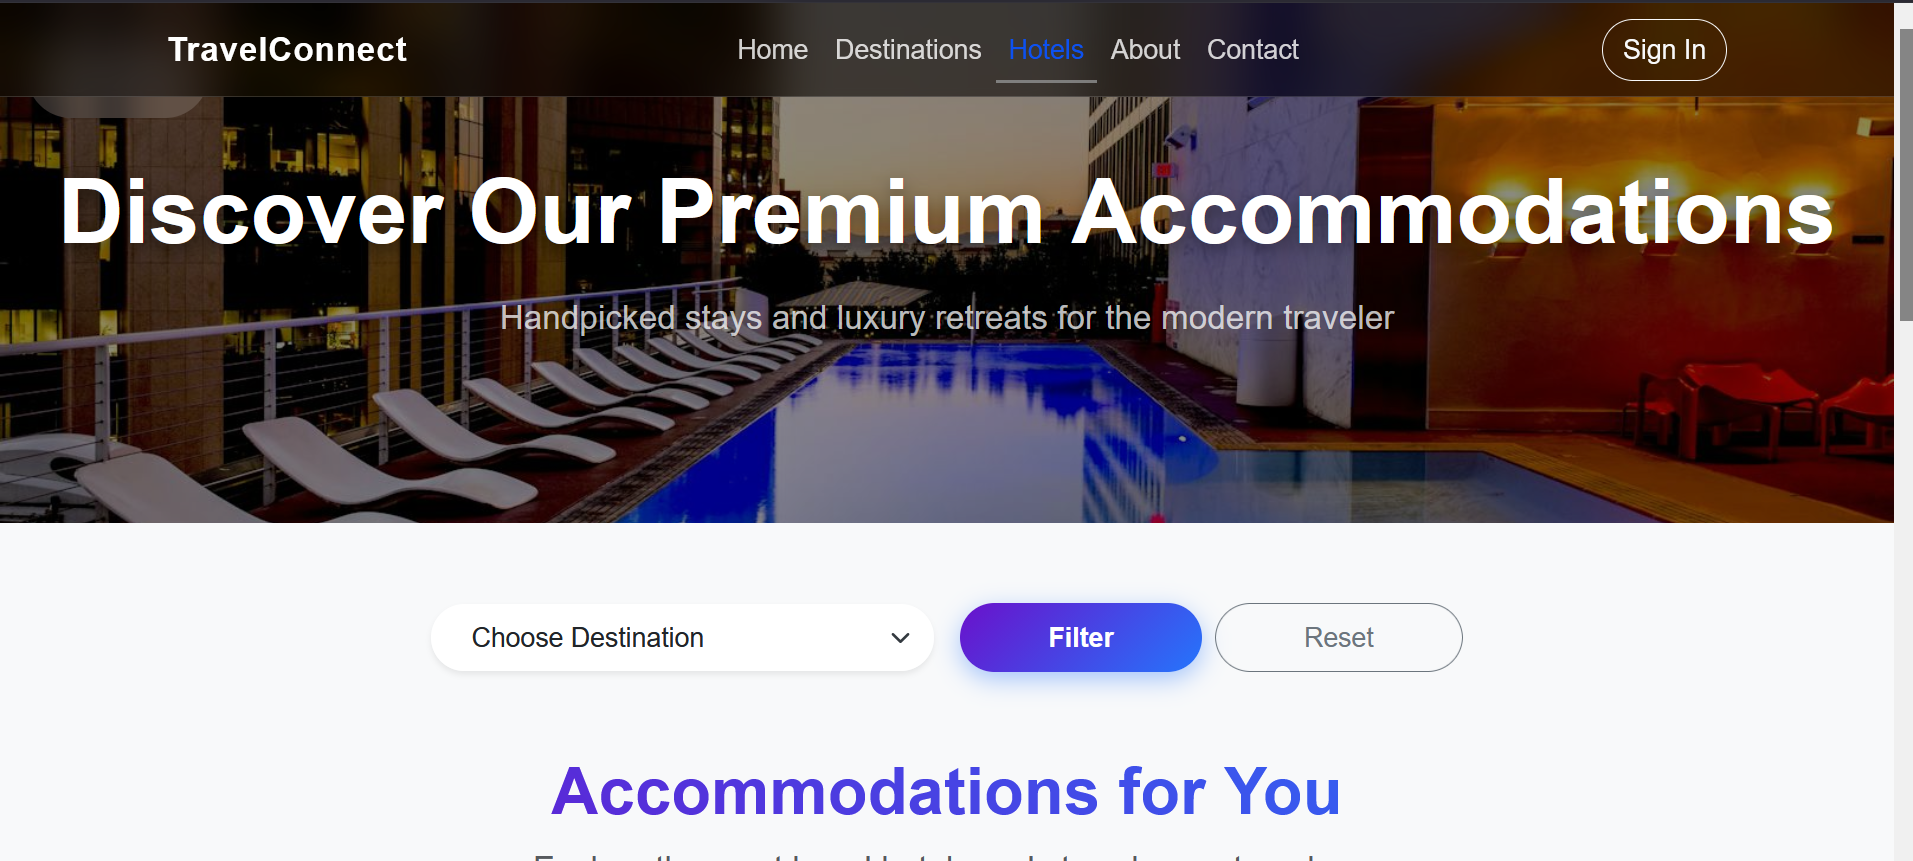 TravelConnect
Home Destinations Hotels About Contact
Sign In
Discover Our Premium Accommodations
Handpicked stays and luxury retreats for the modern traveler
Choose Destination
Filter
Reset
Accommodations for You